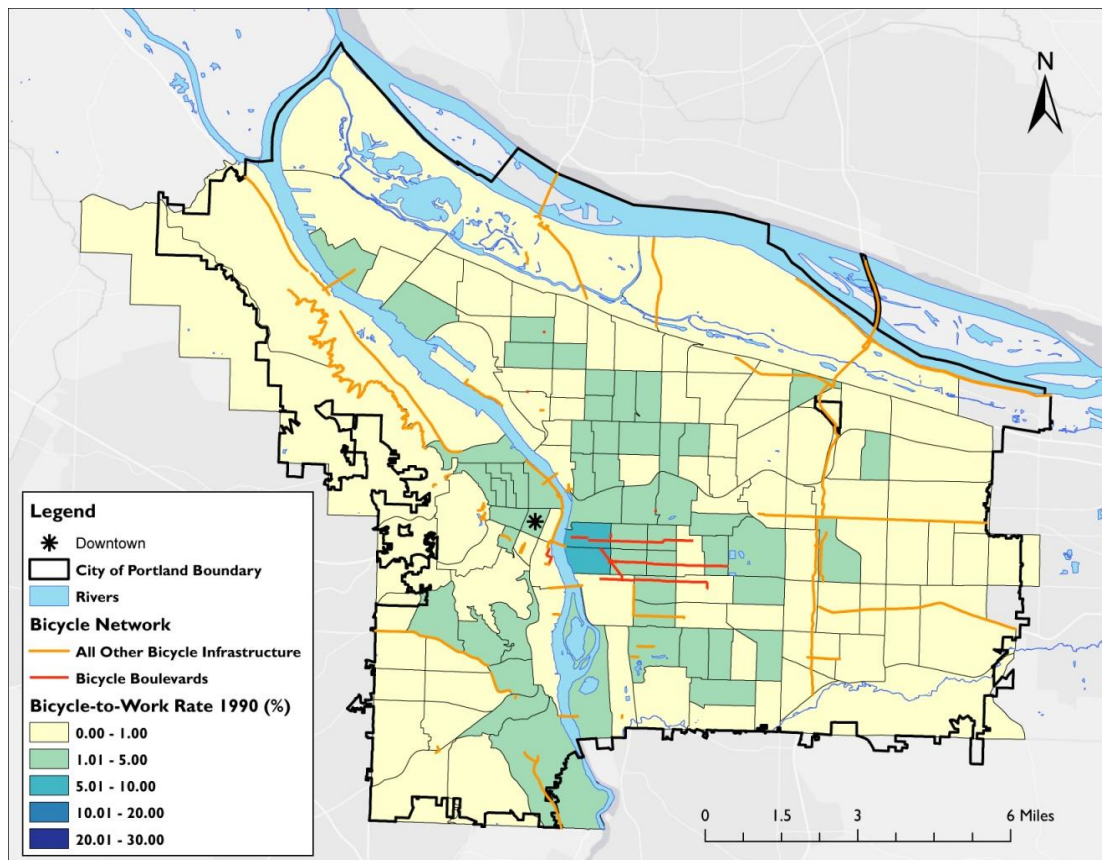 N
Legend
Downtown
City of Portland Boundary
Rivers
Bicycle Network
All Other Bicycle Infrastructure
Bicycle Boulevards
Bicycle-to-Work Rate 1990 (%)
0.00 - 1.00
1.01 - 5.00
5.01 - 10.00
10.01 - 20.00
20.01 - 30.00
0 1.5 3 6 Miles